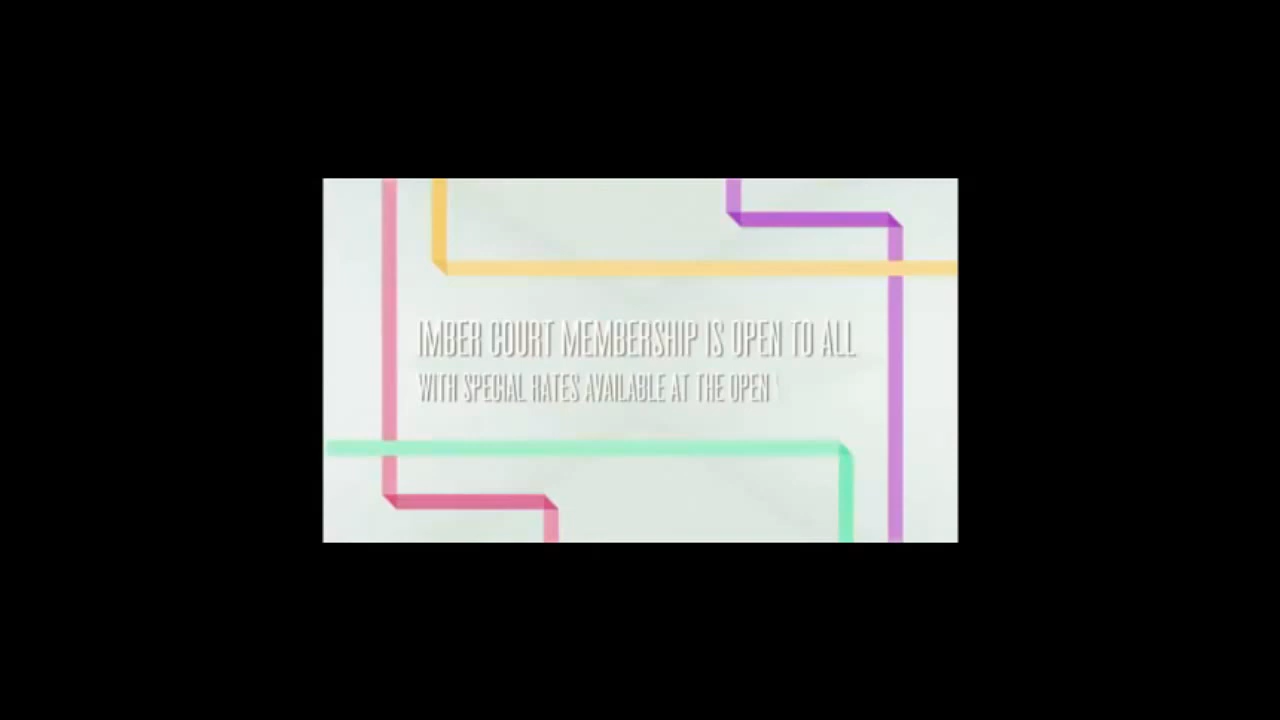 IMBER COURT MEMBERSHIP IS OPEN TO ALL
WITH SPECIAL RATES AVAILABLE AT THE OPEN